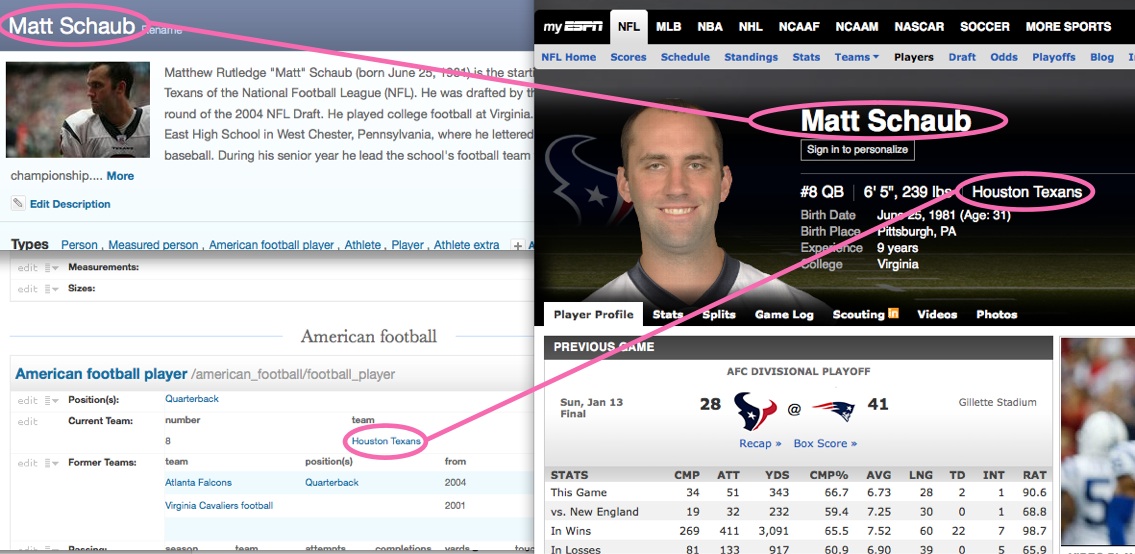 Matt Schaub Rename
Matthew Rutledge "Matt" Schaub (born June 25, 1981) is the starti
Texans of the National Football League (NFL). He was drafted by th
round of the 2004 NFL Draft. He played college football at Virginia.
East High School in West Chester, Pennsylvania, where he lettered
baseball. During his senior year he lead the school's football team
championship.... More
Edit Description
Types Person , Measured person , American football player , Athlete , Player , Athlete extra + A
edit Measurements:
edit Sizes:
American football
American football player /american_football/football_player
edit Position(s): Quarterback
edit Current Team: number team
8 Houston Texans
edit Former Teams: team position(s) from
Atlanta Falcons Quarterback 2004
Virginia Cavaliers football 2001
edit Passing: season team attempts completions yards
my ESPN NFL MLB NBA NHL NCAAF NCAAM NASCAR SOCCER MORE SPORTS
NFL Home Scores Schedule Standings Stats Teams Players Draft Odds Playoffs Blog
Matt Schaub
Sign in to personalize
#8 QB 6' 5", 239 lbs Houston Texans
Birth Date June 25, 1981 (Age: 31)
Birth Place Pittsburgh, PA
Experience 9 years
College Virginia
Player Profile Stats Splits Game Log Scouting in Videos Photos
PREVIOUS GAME
AFC DIVISIONAL PLAYOFF
Sun, Jan 13
Final
28 @ 41 Gillette Stadium
Recap » Box Score »
STATS CMP ATT YDS CMP% AVG LNG TD INT RAT
This Game 34 51 343 66.7 6.73 28 2 1 90.6
vs. New England 19 32 232 59.4 7.25 30 0 1 68.8
In Wins 269 411 3,091 65.5 7.52 60 22 7 98.7
In Losses 81 133 917 60.9 6.90 39 0 5 65.9